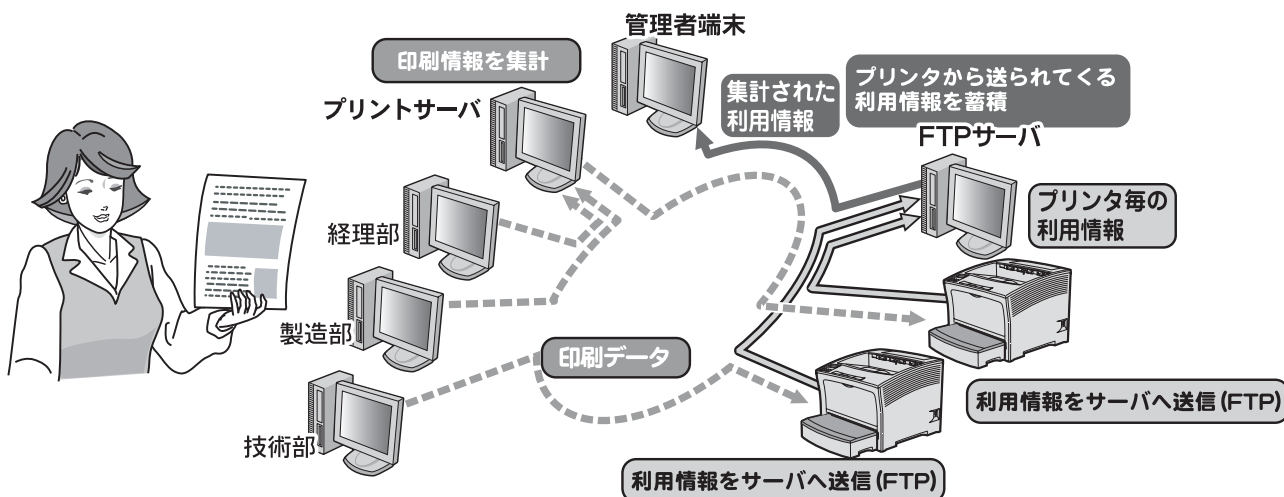 管理者端末
印刷情報を集計
プリントサーバ
集計された
利用情報
プリンタから送られてくる
利用情報を蓄積
FTPサーバ
プリンタ毎の
利用情報
経理部
製造部
印刷データ
技術部
利用情報をサーバへ送信(FTP)
利用情報をサーバへ送信(FTP)